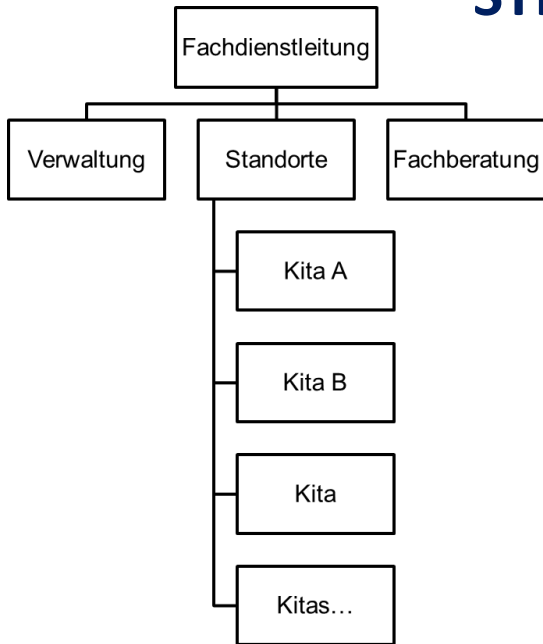 Fachdienstleitung
Verwaltung
Standorte
Fachberatung
Kita A
Kita B
Kita
Kitas...